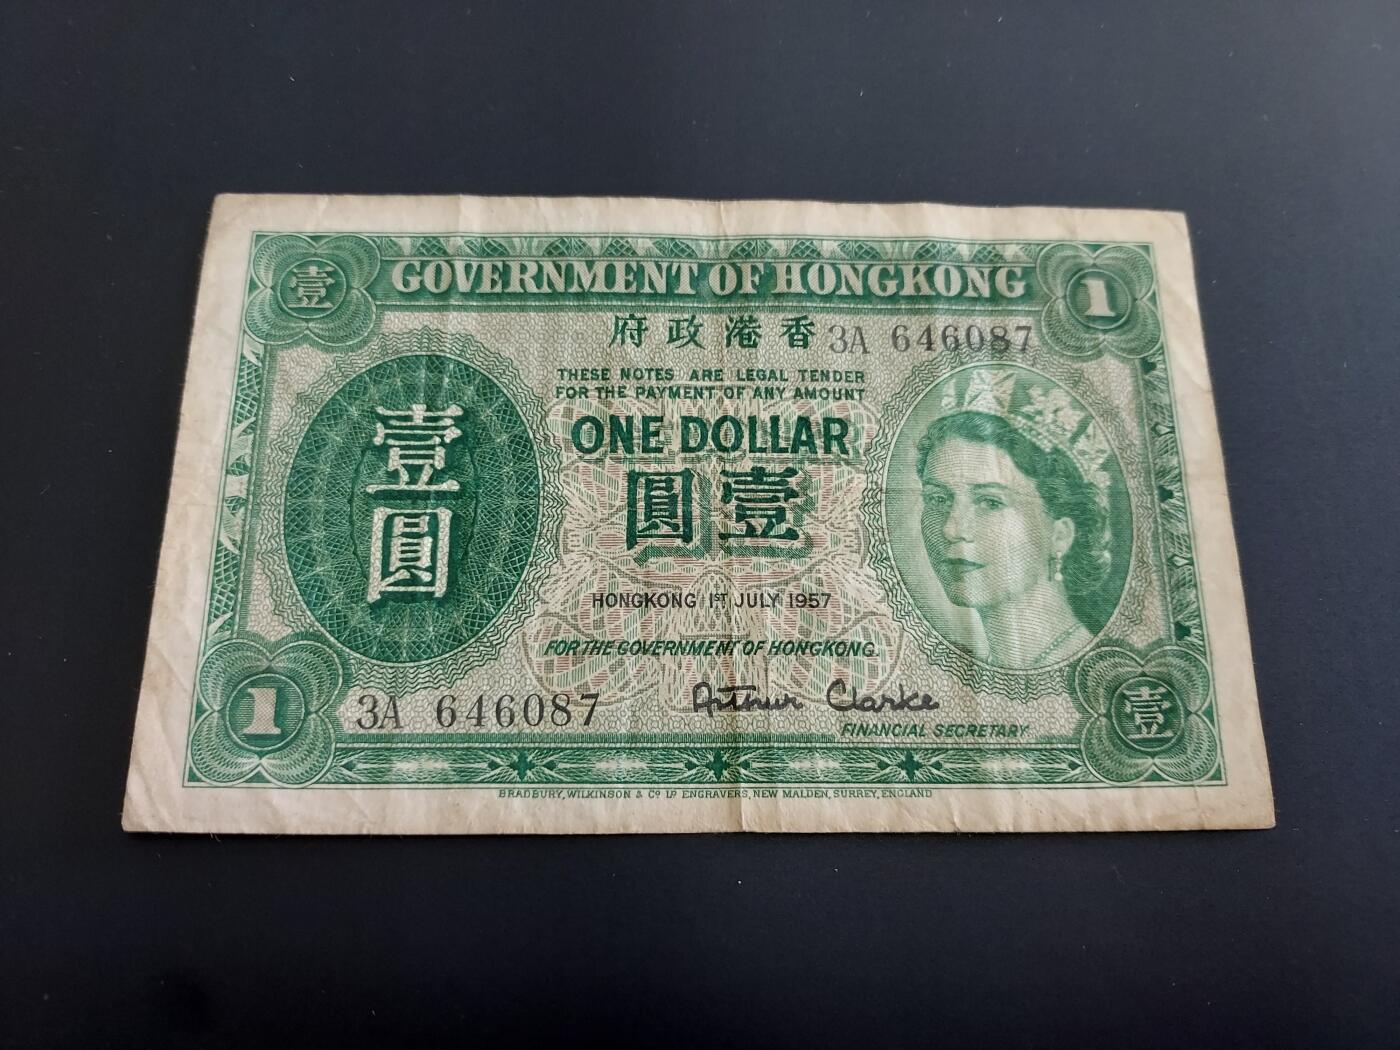 壹
GOVERNMENT OF HONGKONG
1
府政港香
3A 646087
THESE NOTES ARE LEGAL TENDER
FOR THE PAYMENT OF ANY AMOUNT
ONE DOLLAR
圓壹
壹
圓
HONGKONG 1ST JULY 1957
FOR THE GOVERNMENT OF HONGKONG.
1
3A 646087
Arthur Clarke
FINANCIAL SECRETARY
壹
BRADBURY, WILKINSON & Co Ld ENGRAVERS, NEW MALDEN, SURREY, ENGLAND